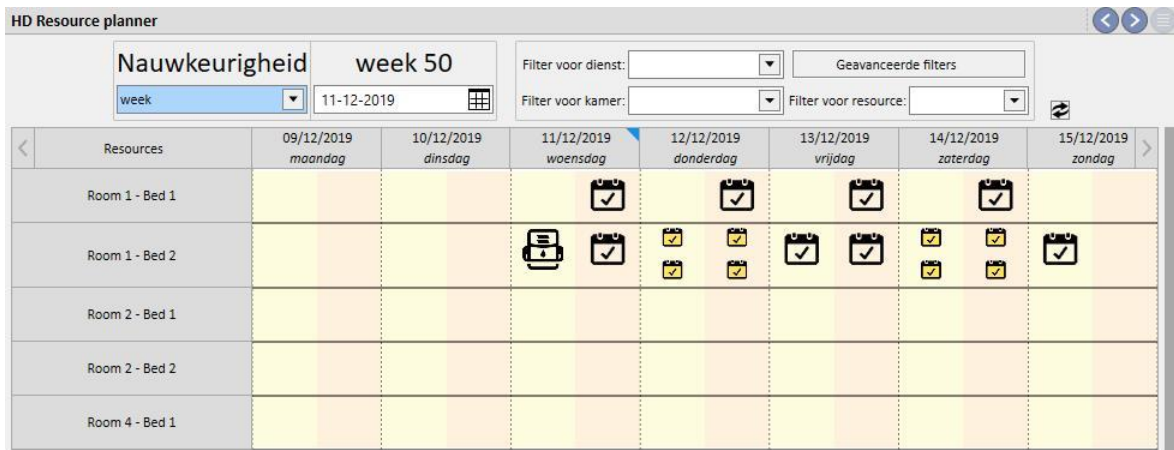 HD Resource planner
Nauwkeurigheid week 50
Filter voor dienst: Geavanceerde filters
week 11-12-2019 Filter voor kamer: Filter voor resource:
Resources 09/12/2019 10/12/2019 11/12/2019 12/12/2019 13/12/2019 14/12/2019 15/12/2019
maandag dinsdag woensdag donderdag vrijdag zaterdag zondag
Room 1 - Bed 1
Room 1 - Bed 2
Room 2 - Bed 1
Room 2 - Bed 2
Room 4 - Bed 1